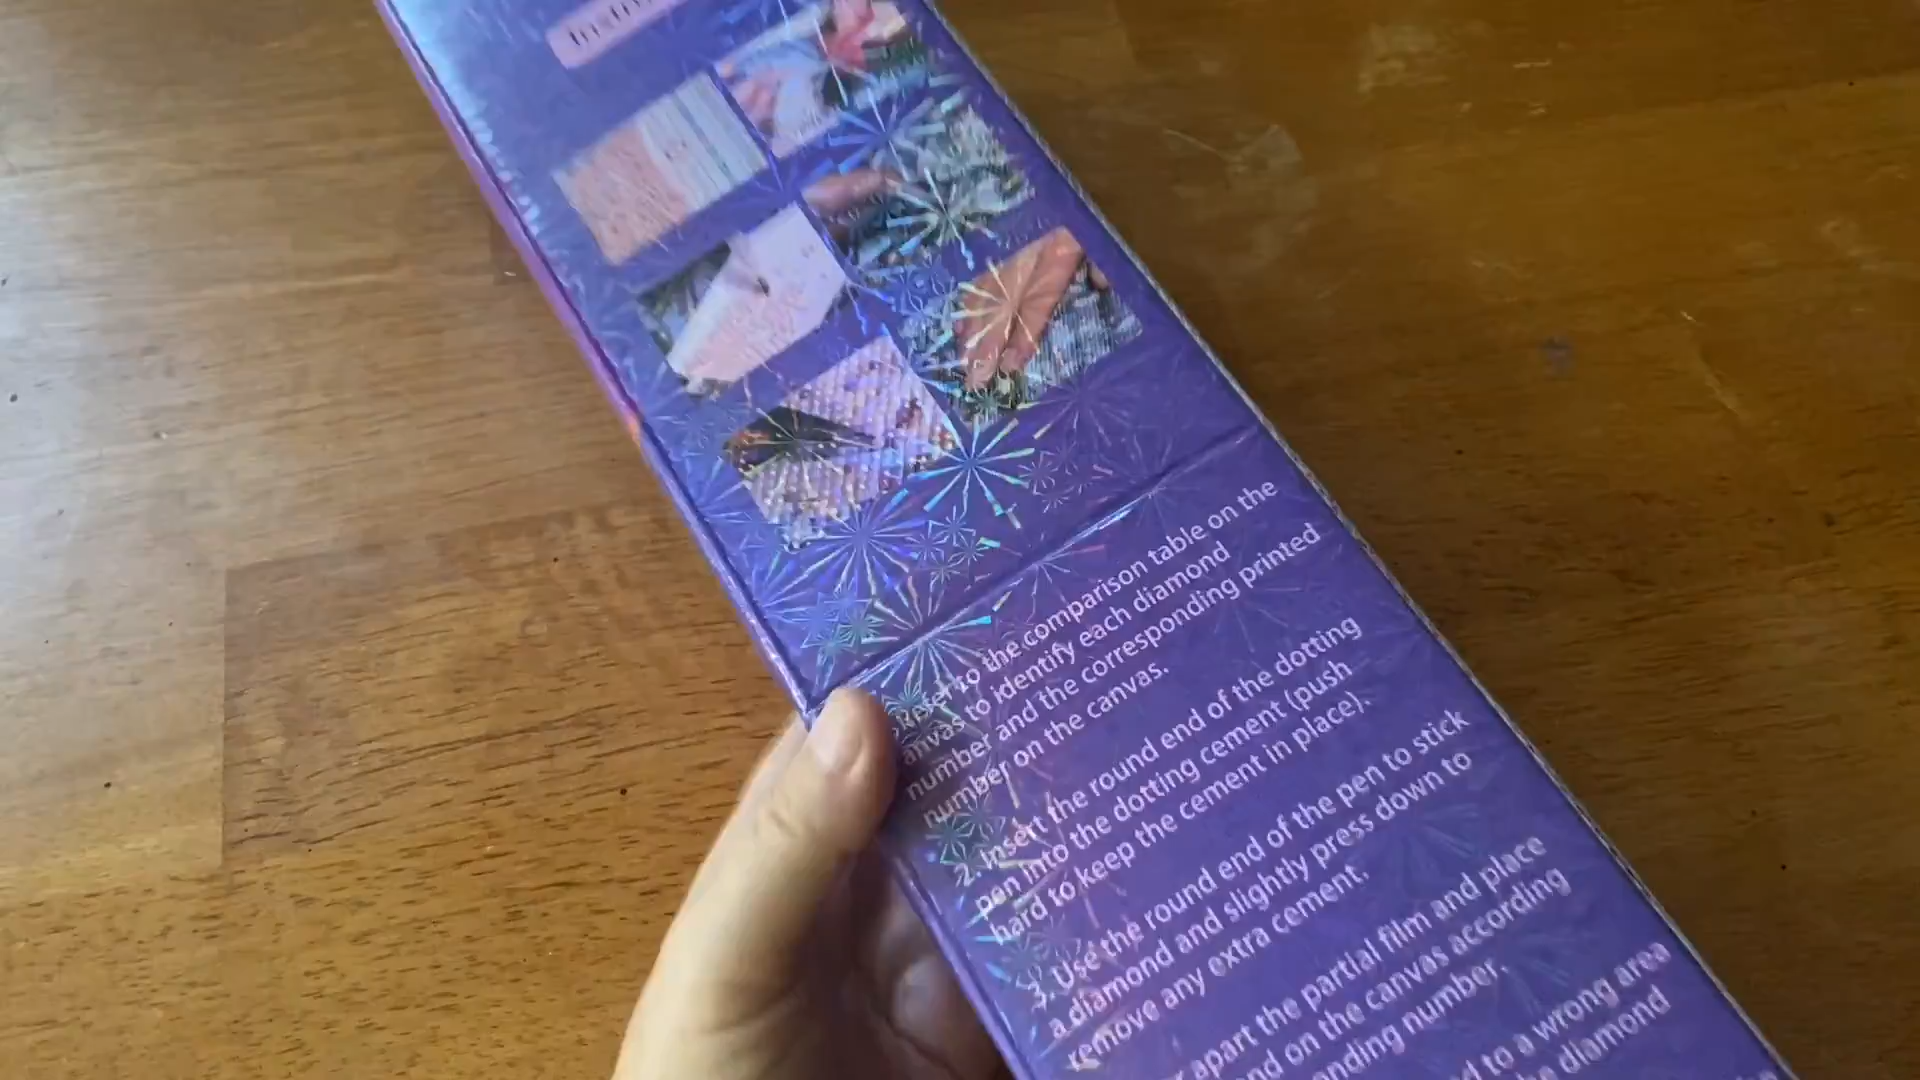 Refer to the comparison table on the
canvas to identify each diamond
number and the corresponding printed
number on the canvas.
2. Insert the round end of the dotting
pen into the dotting cement (push
hard to keep the cement in place).
3. Use the round end of the pen to stick
a diamond and slightly press down to
remove any extra cement.
apart the partial film and place
on the canvas according
number.
to a wrong area
diamond